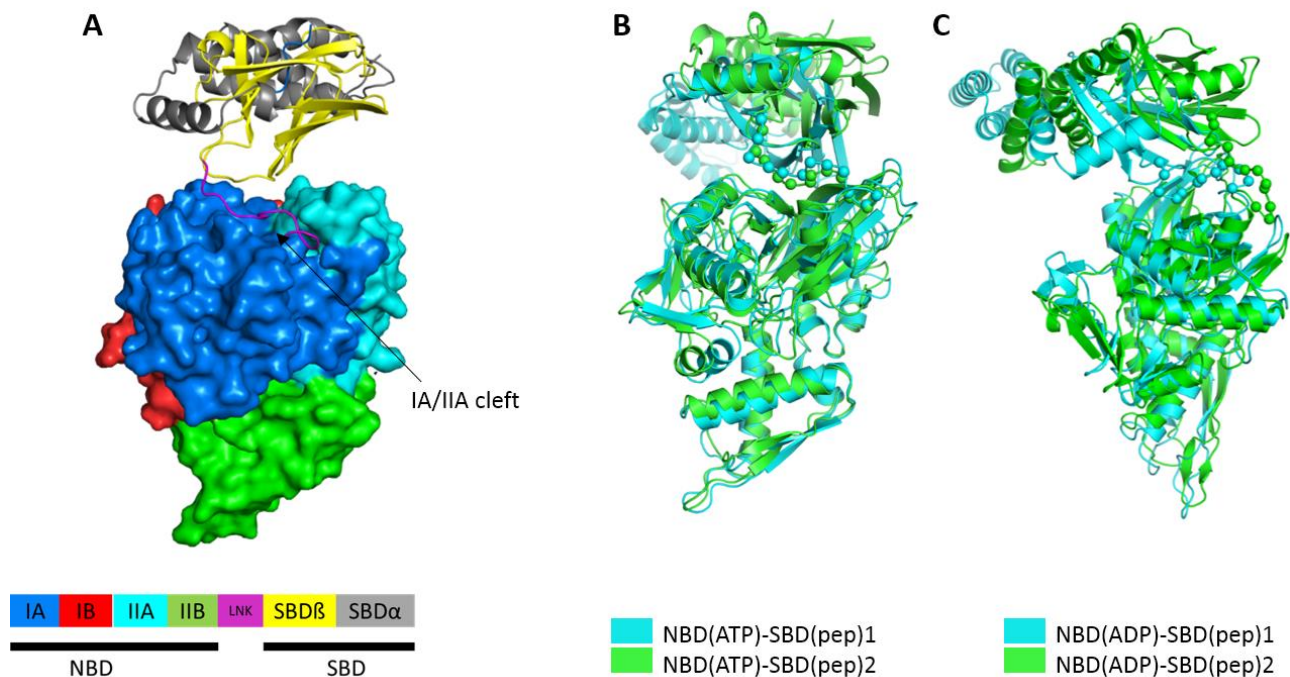 A
B
C
IA/IIA cleft
IA IB IIA IIB LNK SBDß SBDα
NBD SBD
NBD(ATP)-SBD(pep)1
NBD(ATP)-SBD(pep)2
NBD(ADP)-SBD(pep)1
NBD(ADP)-SBD(pep)2